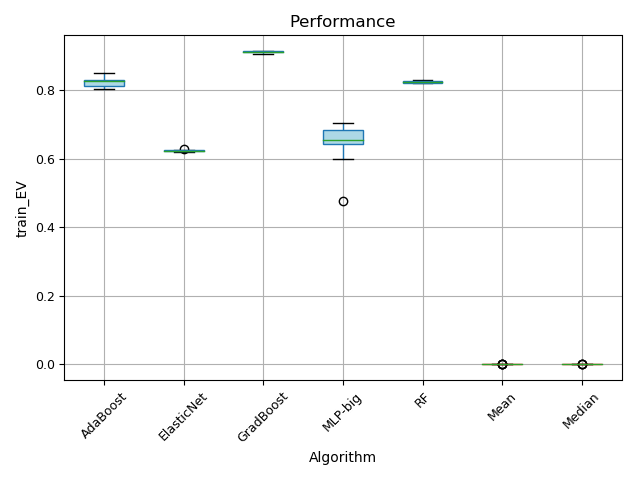 Performance
train_EV
0.8
0.6
0.4
0.2
0.0
AdaBoost
ElasticNet
GradBoost
MLP-big
RF
Mean
Median
Algorithm